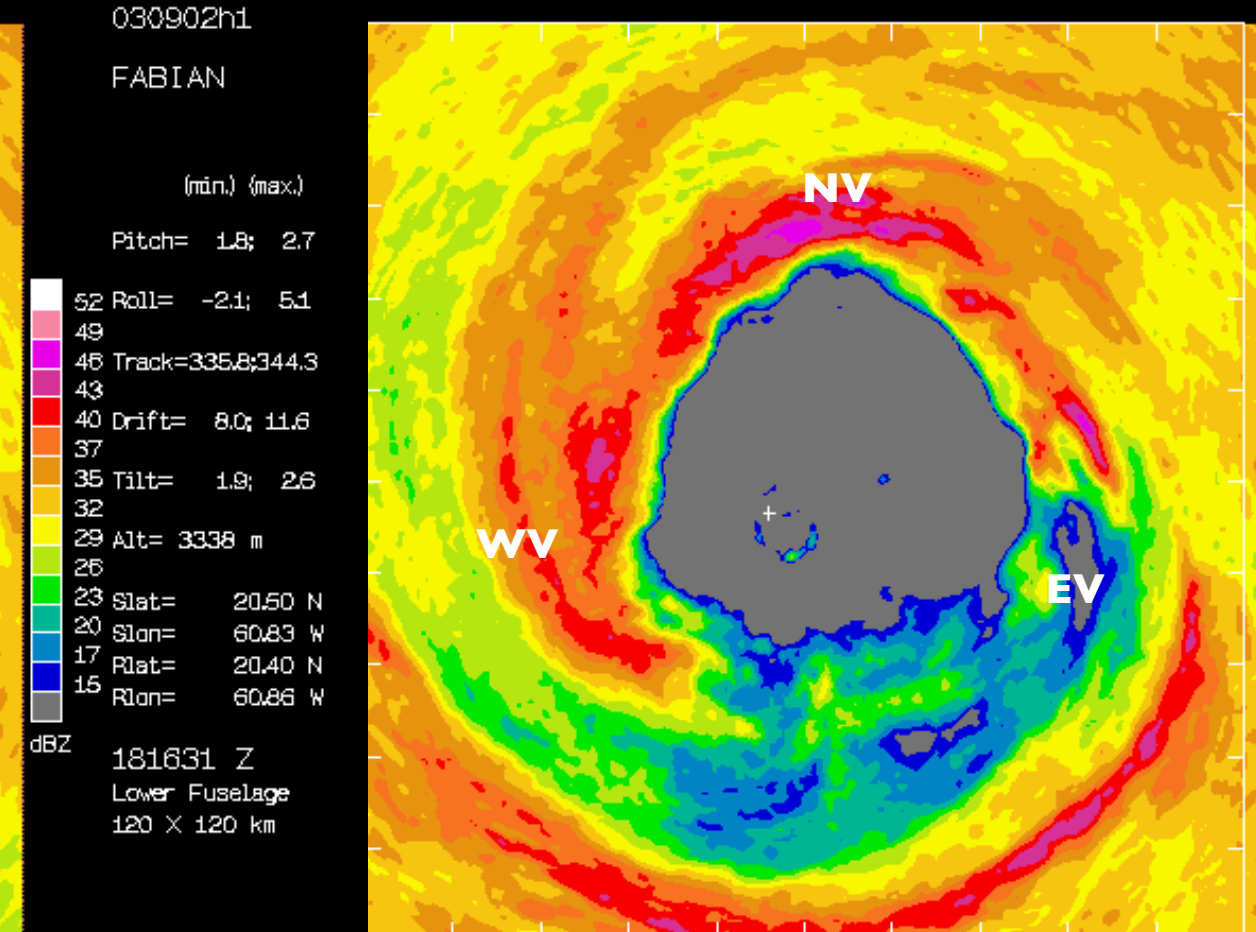 030902h1
FABIAN
(min.) (max.)
Pitch= 1.8; 2.7
Roll= -2.1; 5.1
Track=335.8;344.3
Drift= 8.0; 11.6
Tilt= 1.9; 2.6
Alt= 3338 m
Slat= 20.50 N
Slon= 60.83 W
Rlat= 20.40 N
Rlon= 60.86 W
52
49
46
43
40
37
35
32
29
26
23
20
17
15
dBZ
181631 Z
Lower Fuselage
120 X 120 km
NV
WV
EV